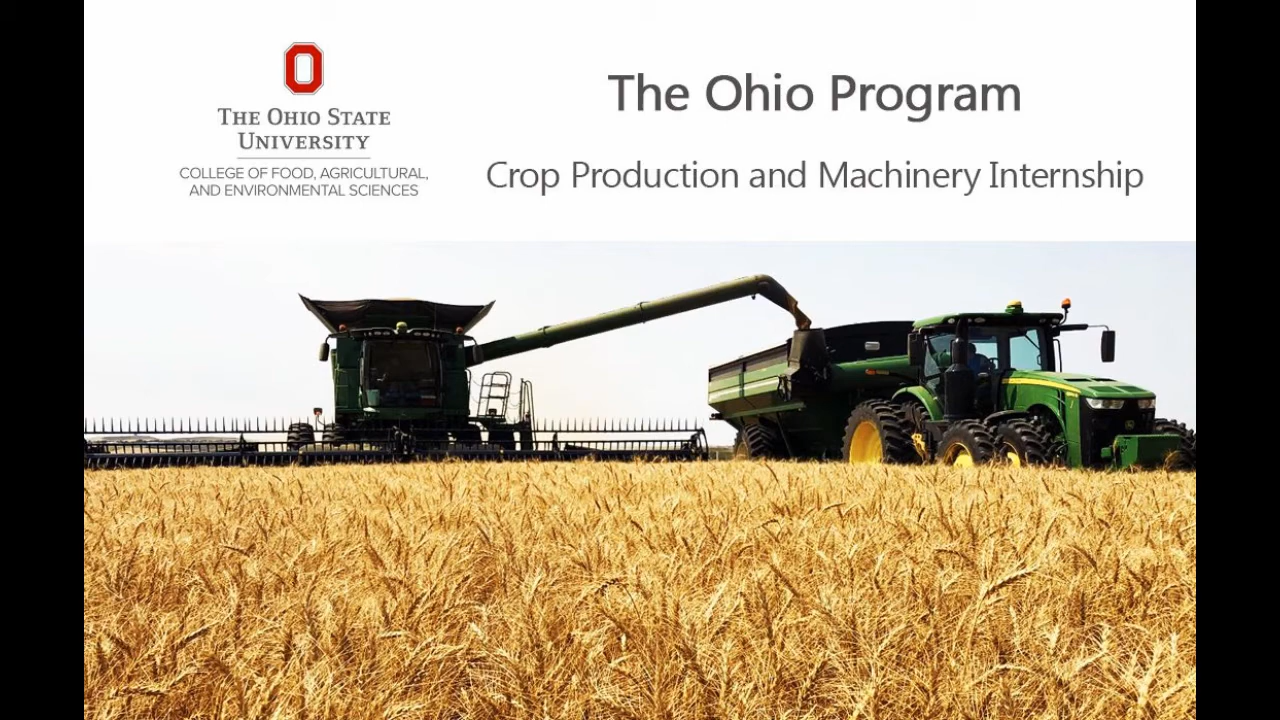 The Ohio State
University
College of Food, Agricultural,
and Environmental Sciences
The Ohio Program
Crop Production and Machinery Internship